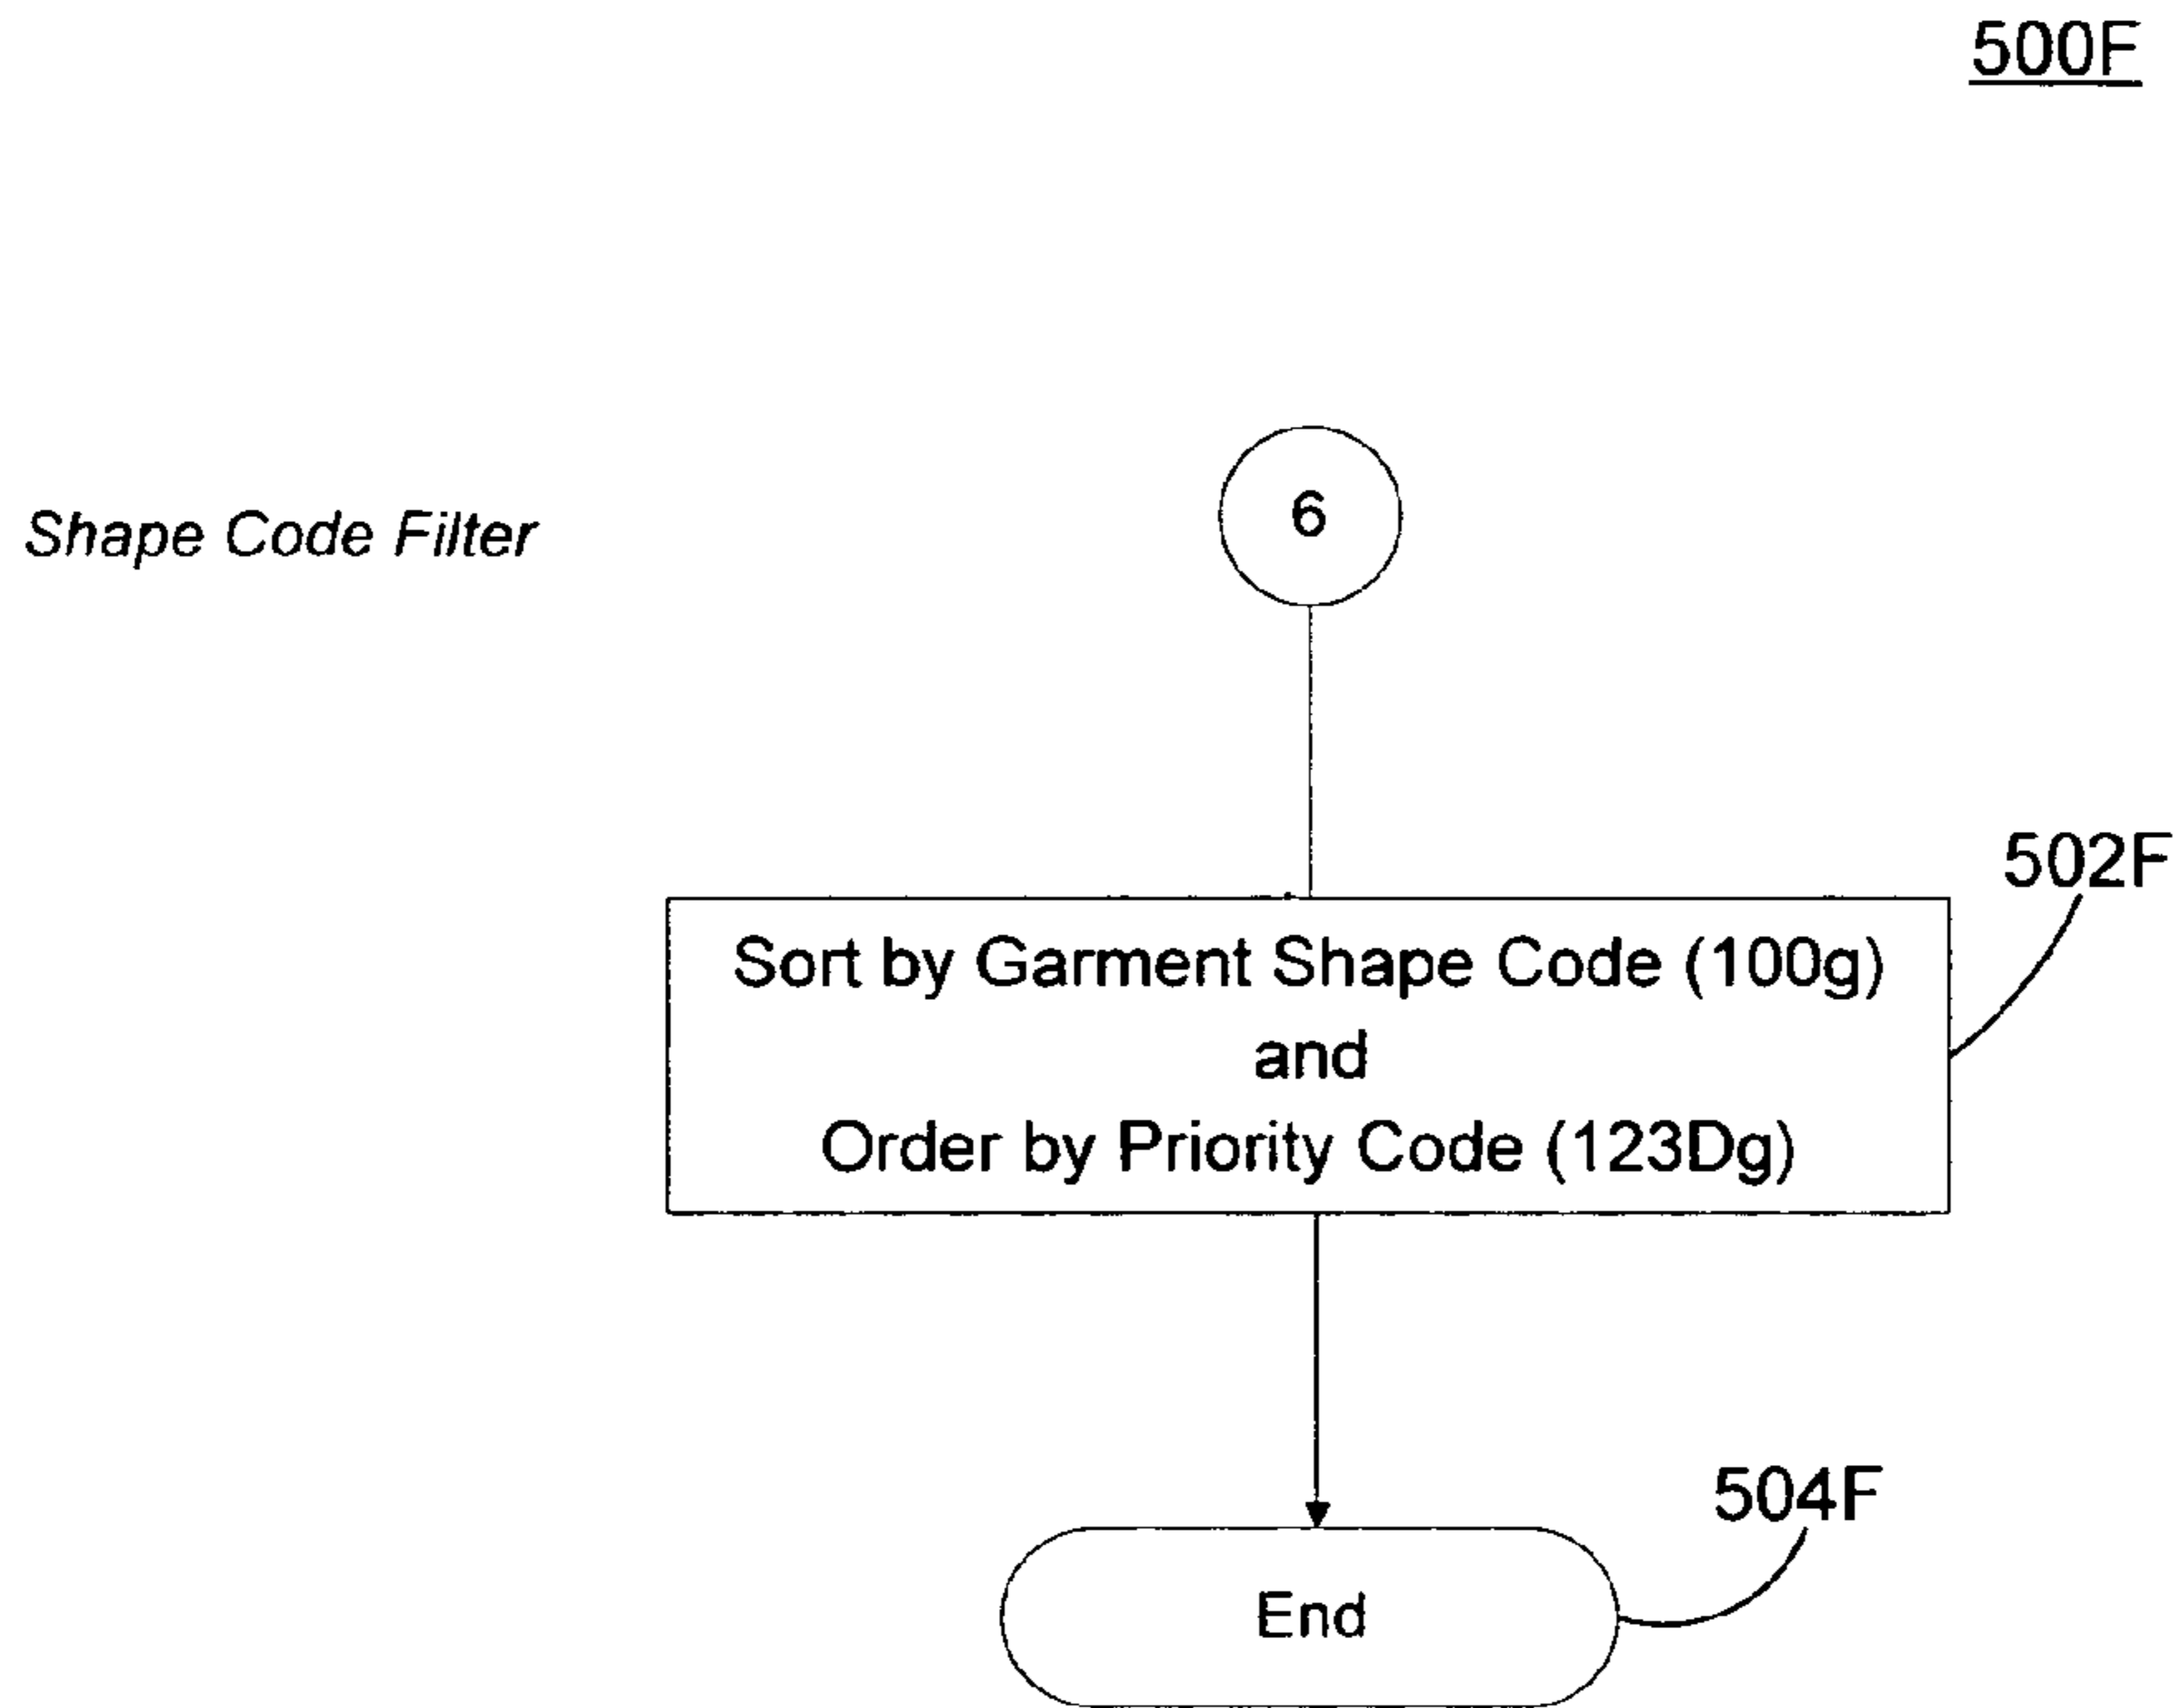 500F
Shape Code Filter
6
502F
Sort by Garment Shape Code (100g)
and
Order by Priority Code (123Dg)
504F
End